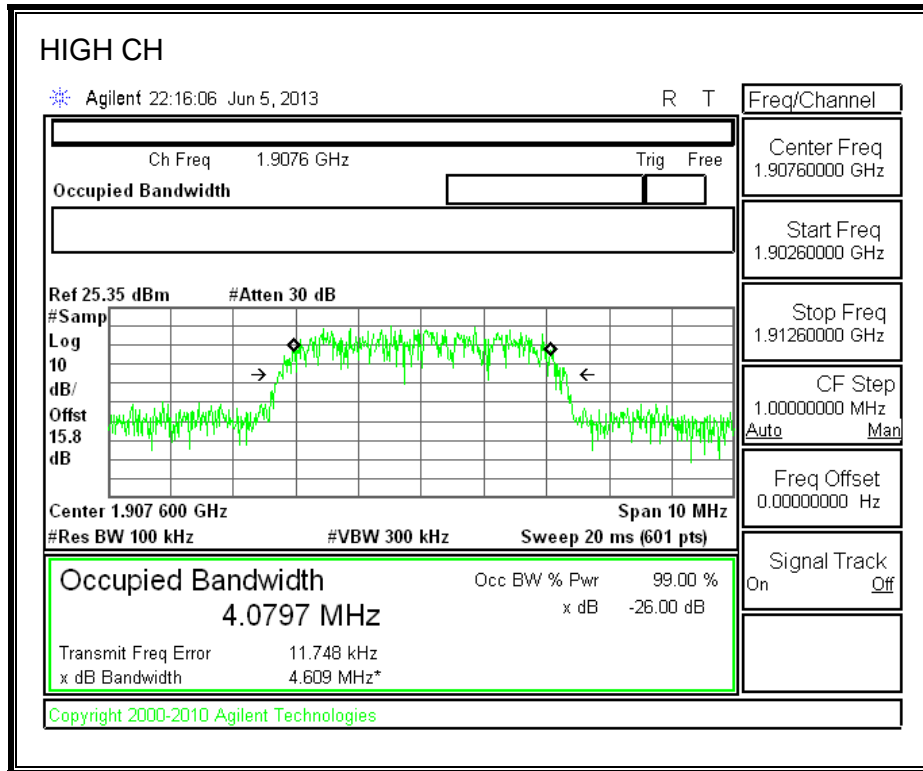 HIGH CH
Agilent 22:16:06 Jun 5, 2013 R T
Freq/Channel
Ch Freq 1.9076 GHz Trig Free
Occupied Bandwidth
Center Freq
1.90760000 GHz
Start Freq
1.90260000 GHz
Ref 25.35 dBm #Atten 30 dB
#Samp
Log
10
dB/
Offst
15.8
dB
Stop Freq
1.91260000 GHz
CF Step
1.00000000 MHz
Auto Man
Freq Offset
0.00000000 Hz
Center 1.907 600 GHz Span 10 MHz
#Res BW 100 kHz #VBW 300 kHz Sweep 20 ms (601 pts)
Signal Track
On Off
Occupied Bandwidth Occ BW % Pwr 99.00 %
4.0797 MHz x dB -26.00 dB
Transmit Freq Error 11.748 kHz
x dB Bandwidth 4.609 MHz*
Copyright 2000-2010 Agilent Technologies